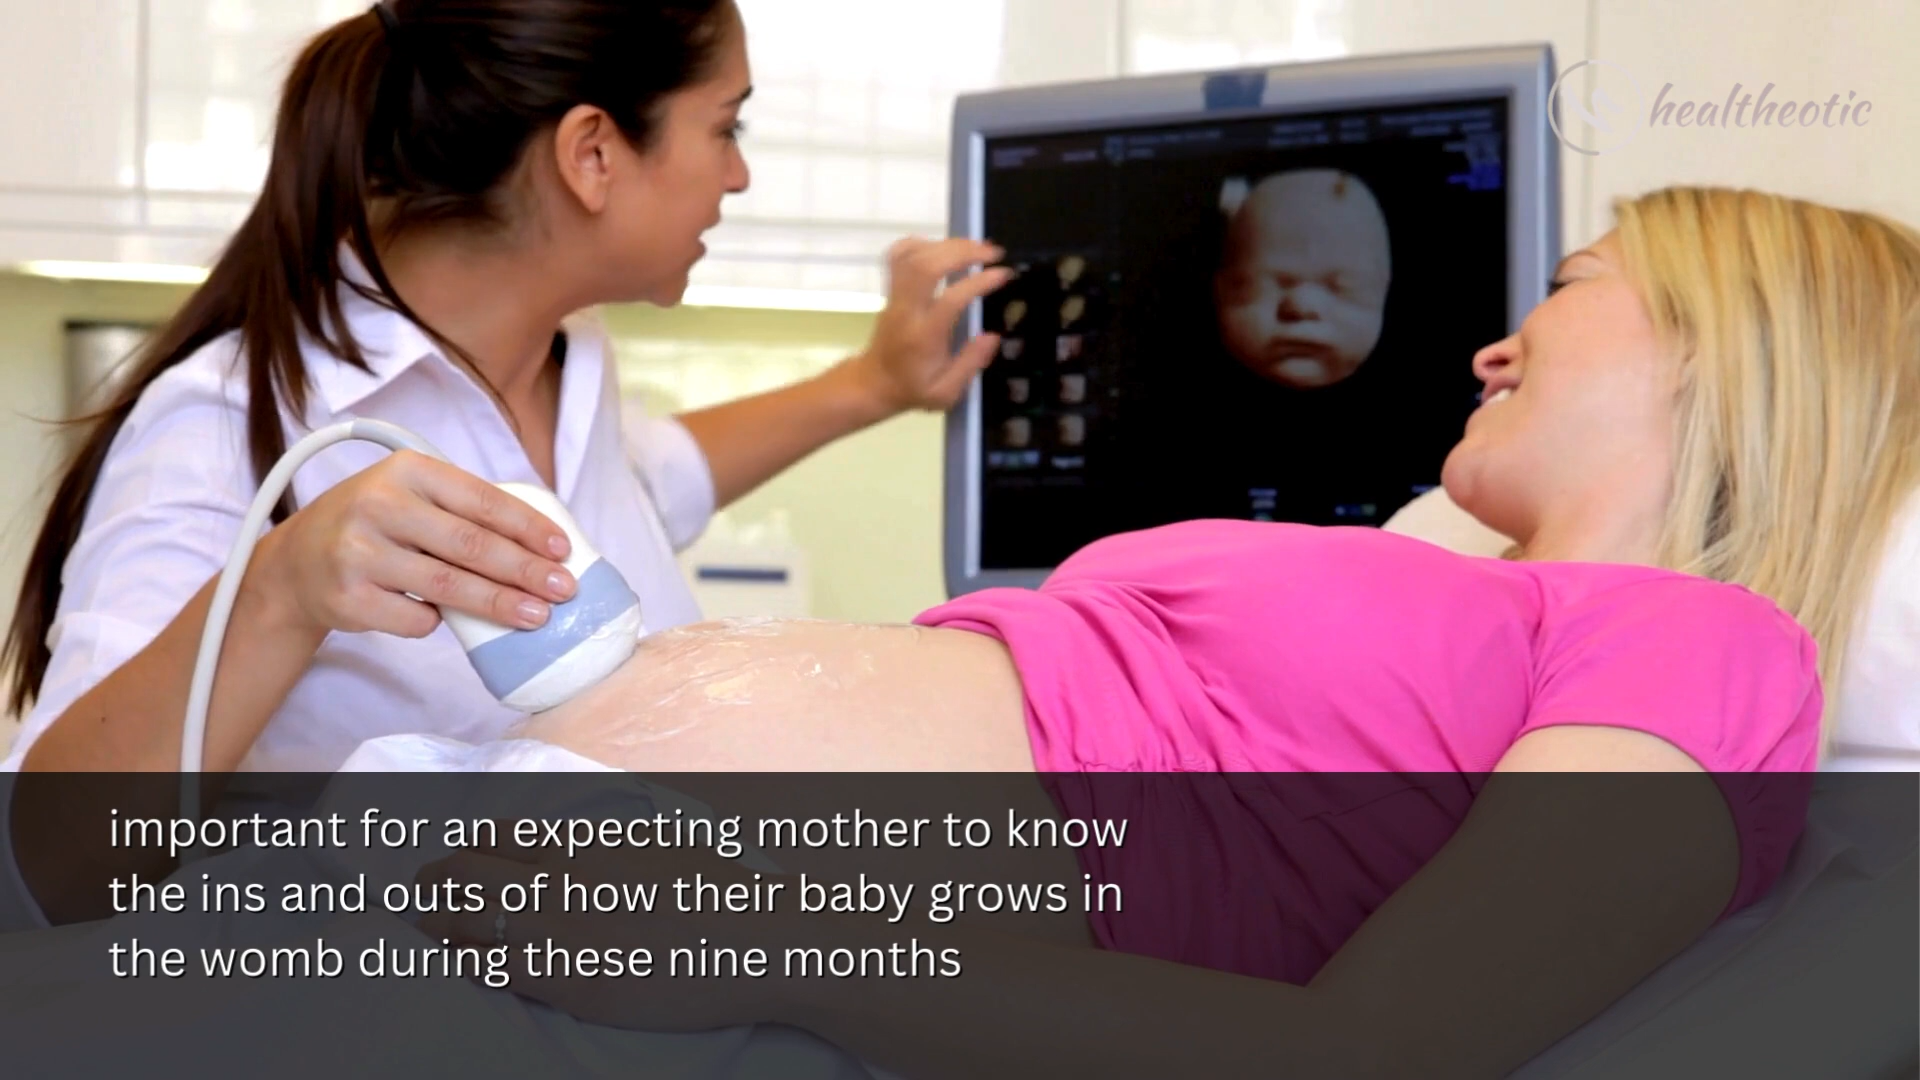 healtheotic
important for an expecting mother to know
the ins and outs of how their baby grows in
the womb during these nine months